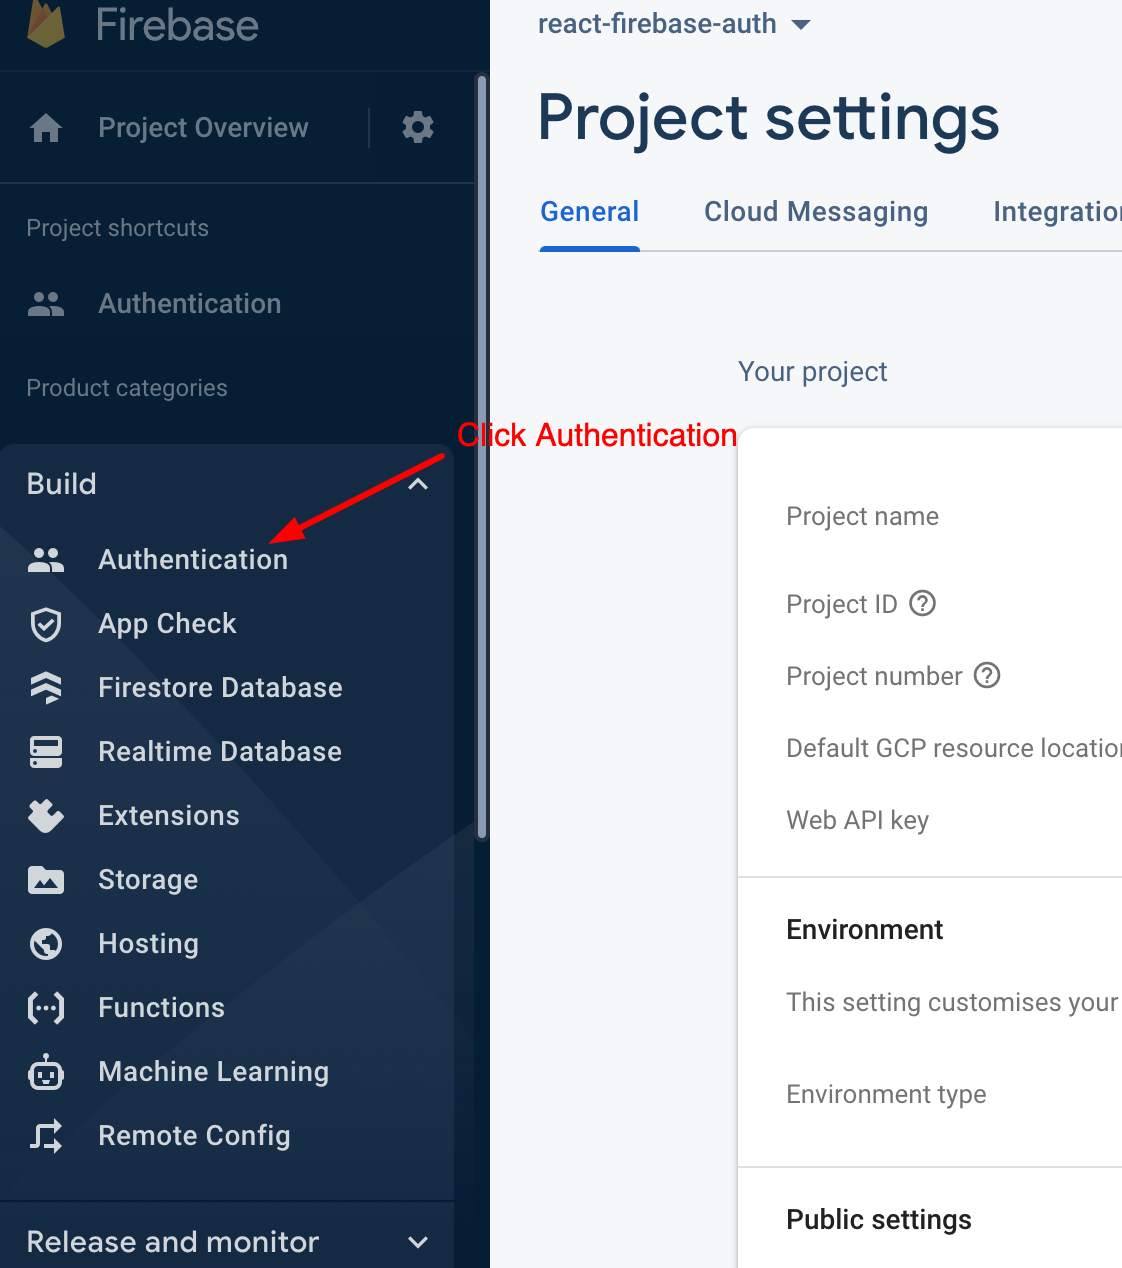 Firebase
Project Overview
Project shortcuts
Authentication
Product categories
Build
Authentication
App Check
Firestore Database
Realtime Database
Extensions
Storage
Hosting
Functions
Machine Learning
Remote Config
Release and monitor
react-firebase-auth
Project settings
General Cloud Messaging Integration
Your project
Click Authentication
Project name
Project ID
Project number
Default GCP resource location
Web API key
Environment
This setting customises your
Environment type
Public settings